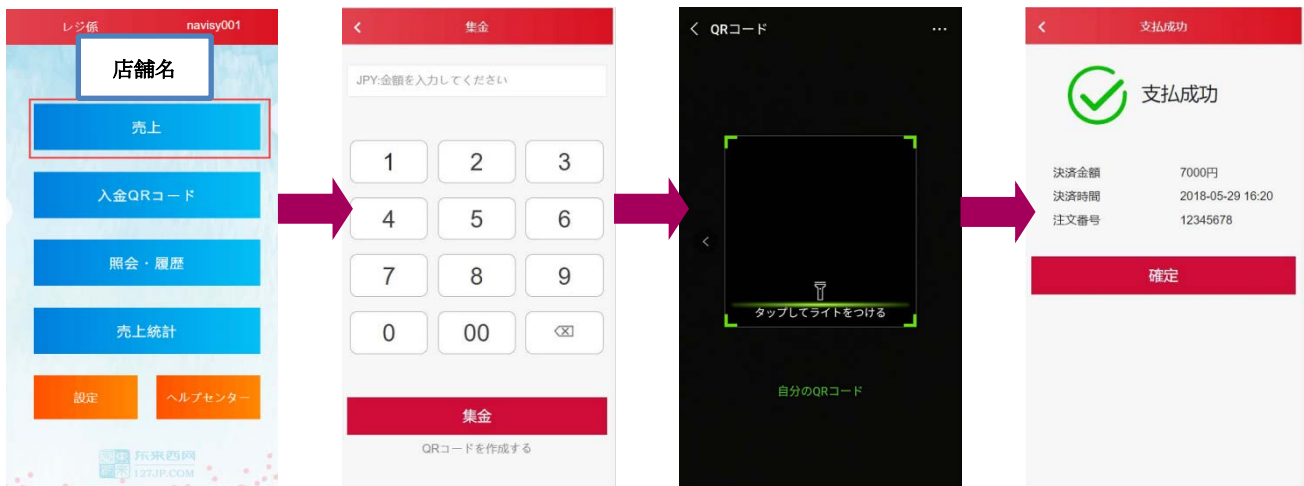 レジ係 navisy001
店舗名
売上
入金QRコード
照会・履歴
売上統計
設定 ヘルプセンター
东来西网
127JP.COM
集金
JPY:金額を入力してください
1 2 3
4 5 6
7 8 9
0 00
集金
QRコードを作成する
QRコード
タップしてライトをつける
自分のQRコード
支払成功
支払成功
決済金額 7000円
決済時間 2018-05-29 16:20
注文番号 12345678
確定